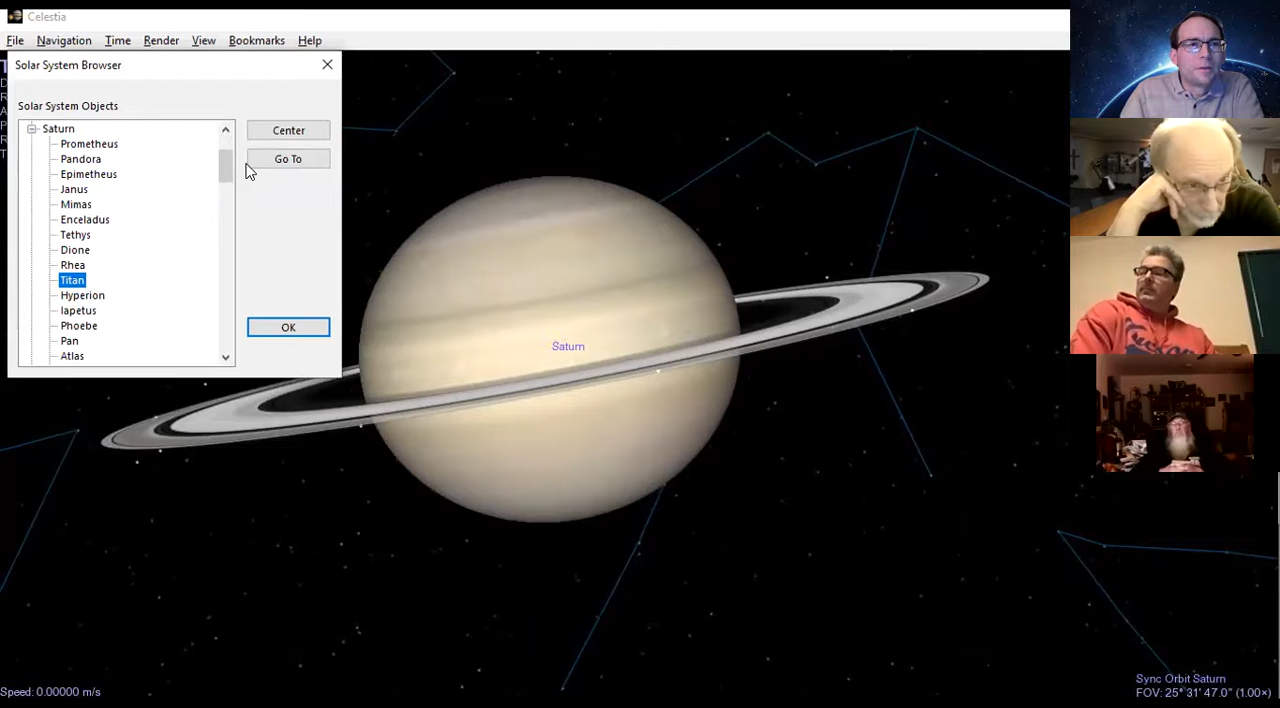 Celestia
File Navigation Time Render View Bookmarks Help
Solar System Browser
Solar System Objects
Saturn
Prometheus
Pandora
Epimetheus
Janus
Mimas
Enceladus
Tethys
Dione
Rhea
Titan
Hyperion
Iapetus
Phoebe
Pan
Atlas
Center
Go To
OK
Saturn
Speed: 0.00000 m/s
Sync Orbit Saturn
FOV: 25° 31' 47.0" (1.00×)